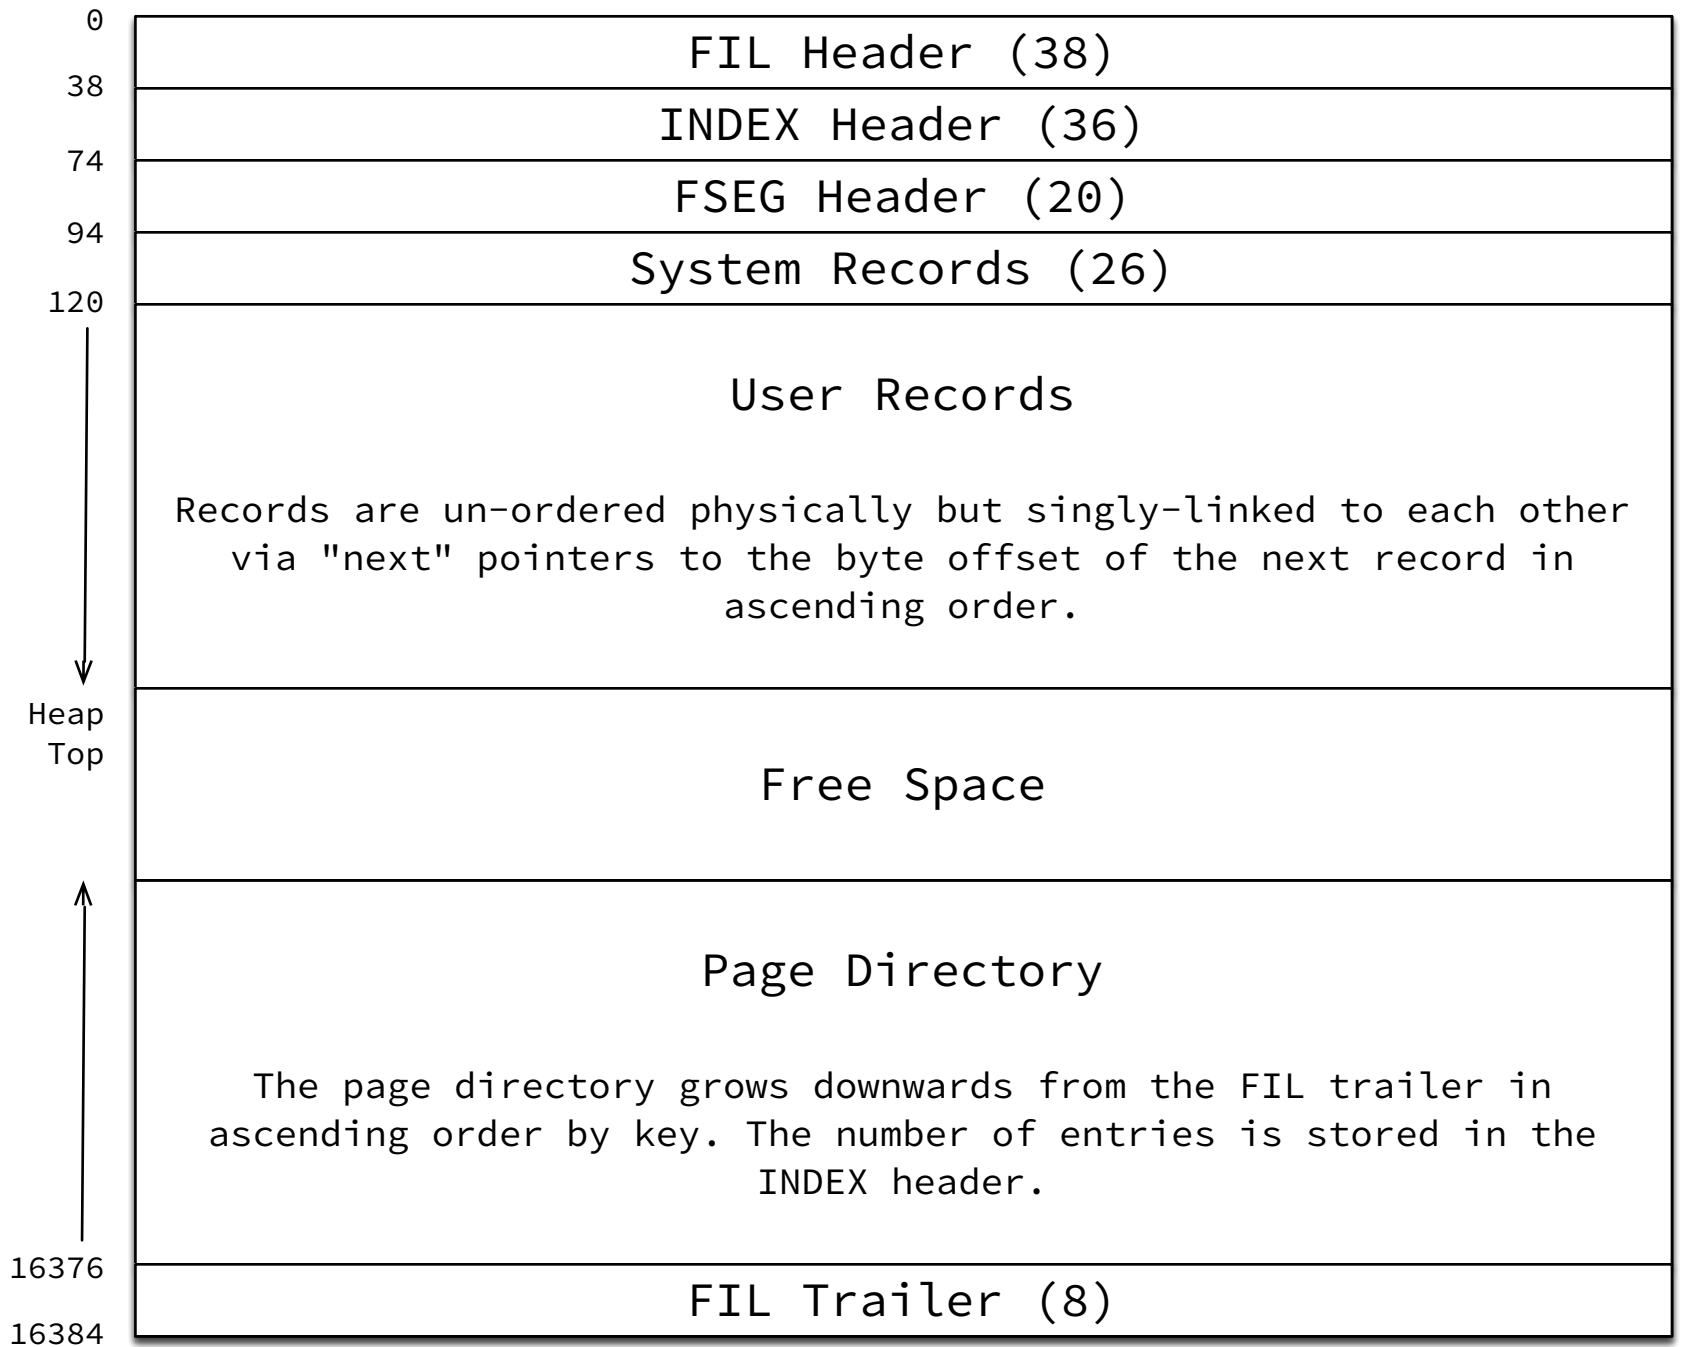 0
FIL Header (38)
38
INDEX Header (36)
74
FSEG Header (20)
94
System Records (26)
120
User Records
Records are un-ordered physically but singly-linked to each other
via "next" pointers to the byte offset of the next record in
ascending order.
Heap
Top
Free Space
Page Directory
The page directory grows downwards from the FIL trailer in
ascending order by key. The number of entries is stored in the
INDEX header.
16376
FIL Trailer (8)
16384